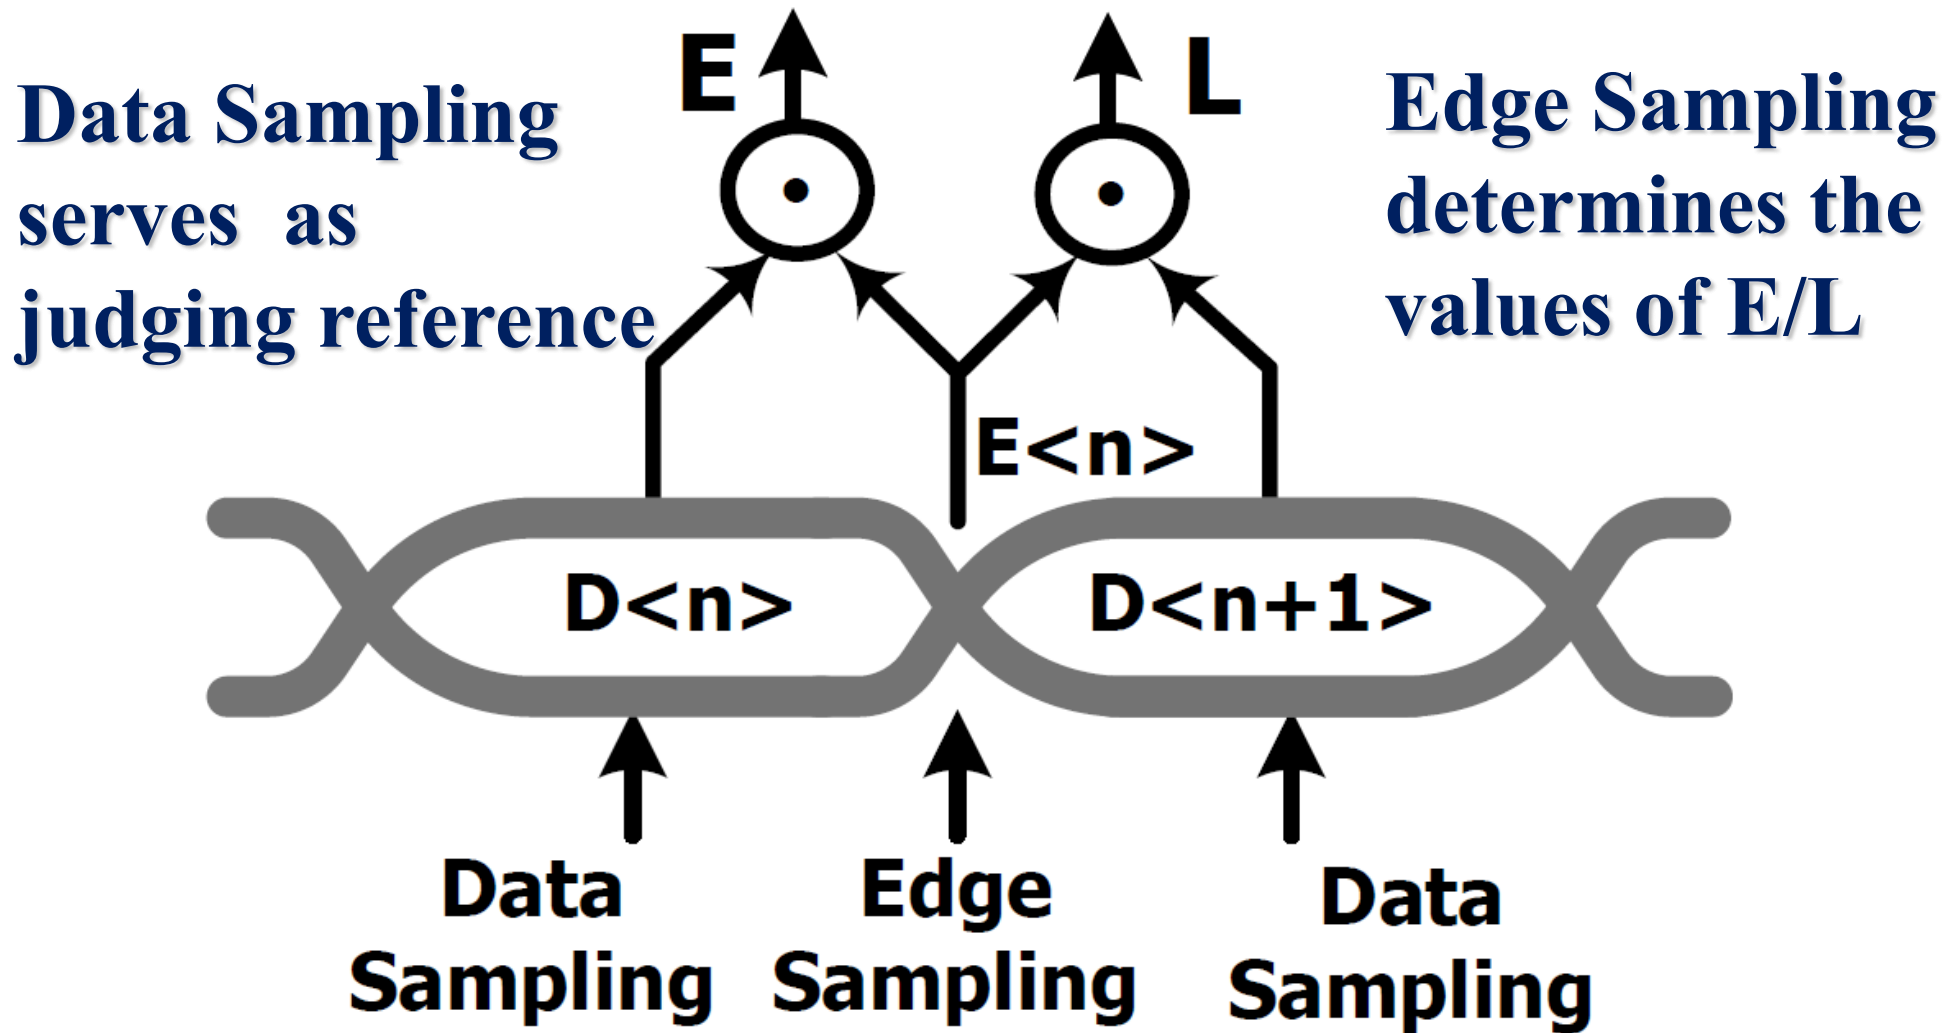 Data Sampling
serves as
judging reference
E
L
Edge Sampling
determines the
values of E/L
E<n>
D<n>
D<n+1>
Data
Sampling
Edge
Sampling
Data
Sampling